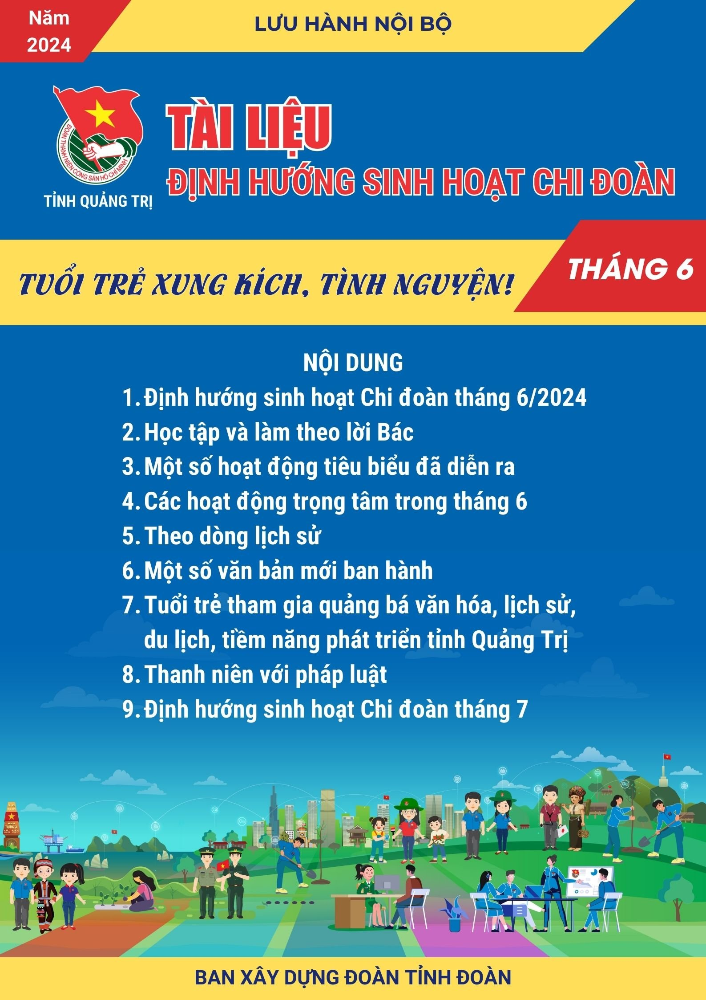 Năm
2024
LƯU HÀNH NỘI BỘ
ĐOÀN THANH NIÊN CỘNG SẢN HỒ CHÍ MINH
TỈNH QUẢNG TRỊ
TÀI LIỆU
ĐỊNH HƯỚNG SINH HOẠT CHI ĐOÀN
TUỔI TRẺ XUNG KÍCH, TÌNH NGUYỆN!
THÁNG 6
NỘI DUNG
1. Định hướng sinh hoạt Chi đoàn tháng 6/2024
2. Học tập và làm theo lời Bác
3. Một số hoạt động tiêu biểu đã diễn ra
4. Các hoạt động trọng tâm trong tháng 6
5. Theo dòng lịch sử
6. Một số văn bản mới ban hành
7. Tuổi trẻ tham gia quảng bá văn hóa, lịch sử,
du lịch, tiềm năng phát triển tỉnh Quảng Trị
8. Thanh niên với pháp luật
9. Định hướng sinh hoạt Chi đoàn tháng 7
BAN XÂY DỰNG ĐOÀN TỈNH ĐOÀN